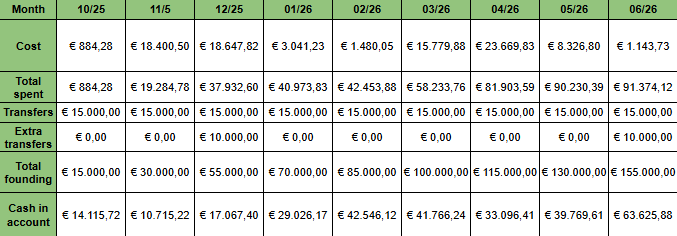 Month 10/25 11/5 12/25 01/26 02/26 03/26 04/26 05/26 06/26
Cost € 884,28 € 18.400,50 € 18.647,82 € 3.041,23 € 1.480,05 € 15.779,88 € 23.669,83 € 8.326,80 € 1.143,73
Total spent € 884,28 € 19.284,78 € 37.932,60 € 40.973,83 € 42.453,88 € 58.233,76 € 81.903,59 € 90.230,39 € 91.374,12
Transfers € 15.000,00 € 15.000,00 € 15.000,00 € 15.000,00 € 15.000,00 € 15.000,00 € 15.000,00 € 15.000,00 € 15.000,00
Extra transfers € 0,00 € 0,00 € 10.000,00 € 0,00 € 0,00 € 0,00 € 0,00 € 0,00 € 10.000,00
Total founding € 15.000,00 € 30.000,00 € 55.000,00 € 70.000,00 € 85.000,00 € 100.000,00 € 115.000,00 € 130.000,00 € 155.000,00
Cash in account € 14.115,72 € 10.715,22 € 17.067,40 € 29.026,17 € 42.546,12 € 41.766,24 € 33.096,41 € 39.769,61 € 63.625,88